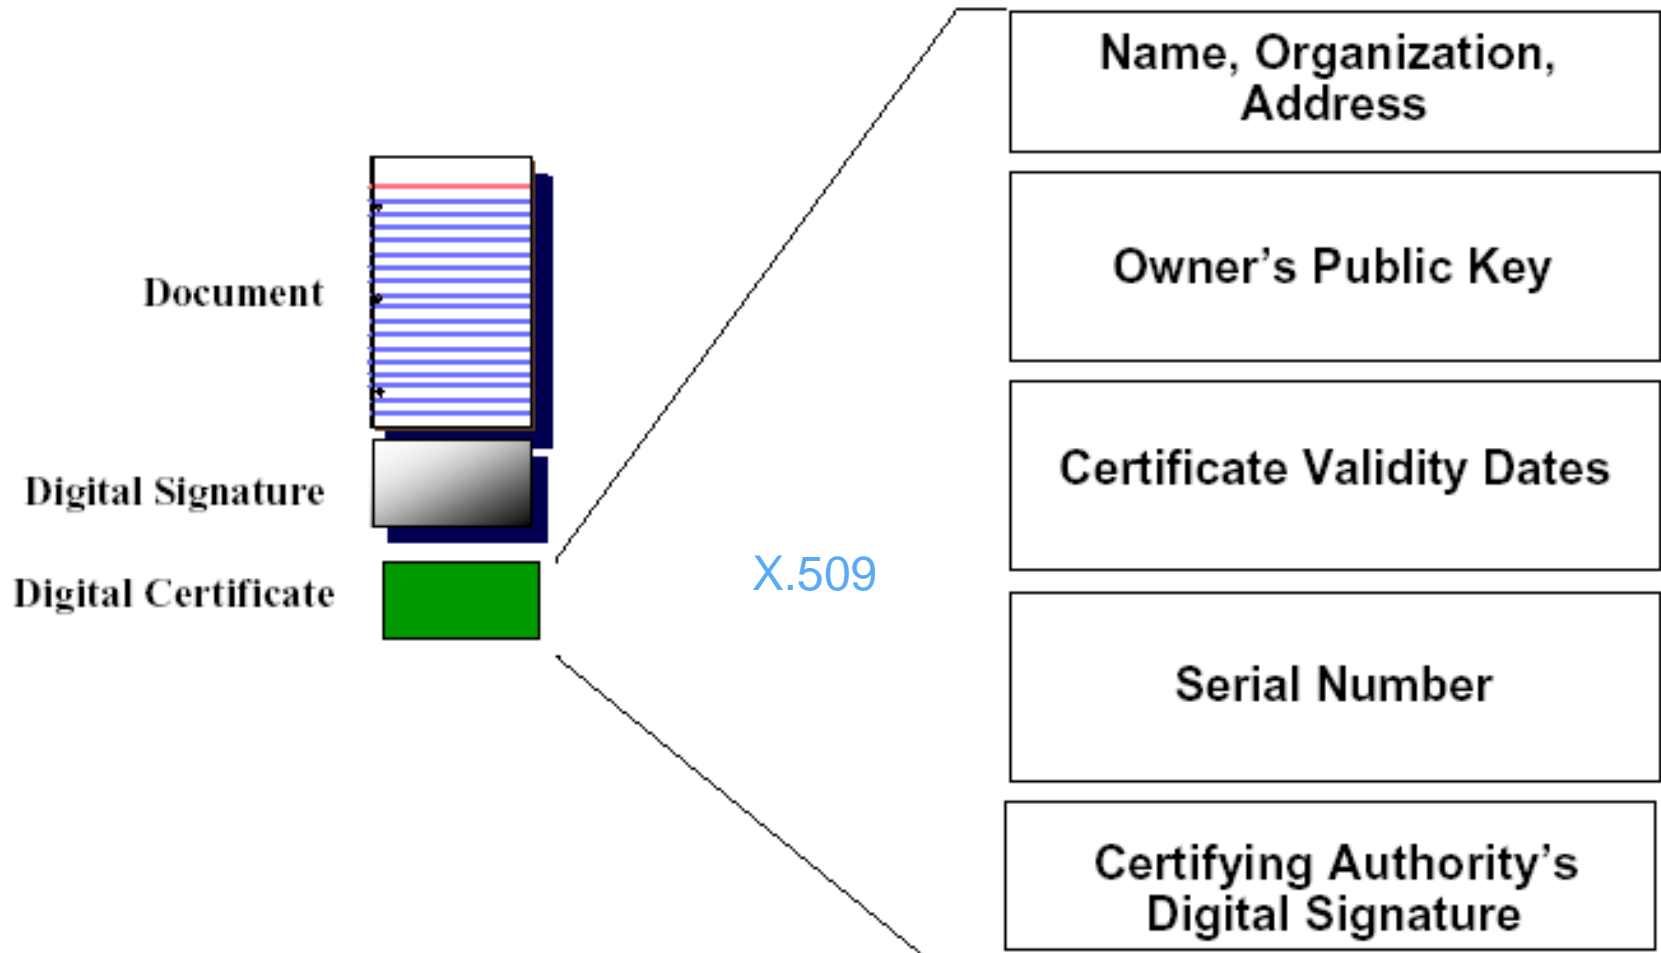 Document
Digital Signature
Digital Certificate
X.509
Name, Organization,
Address
Owner’s Public Key
Certificate Validity Dates
Serial Number
Certifying Authority’s
Digital Signature